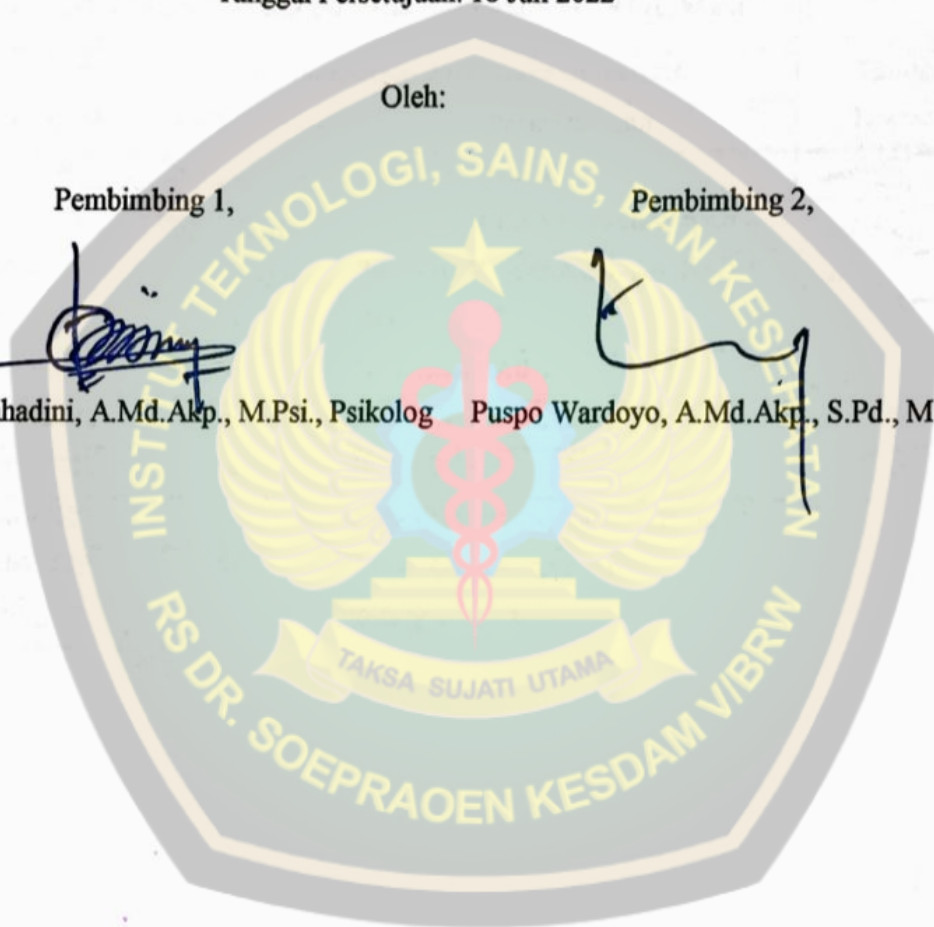 Oleh:
Pembimbing 1, Pembimbing 2,
hadini, A.Md.Akp., M.Psi., Psikolog Puspo Wardoyo, A.Md.Akp., S.Pd., M
INSTITUT TEKNOLOGI, SAINS, DAN KESEHATAN
TAKSA SUJATI UTAMA
RS DR. SOEPRAOEN KESDAM V/BRW